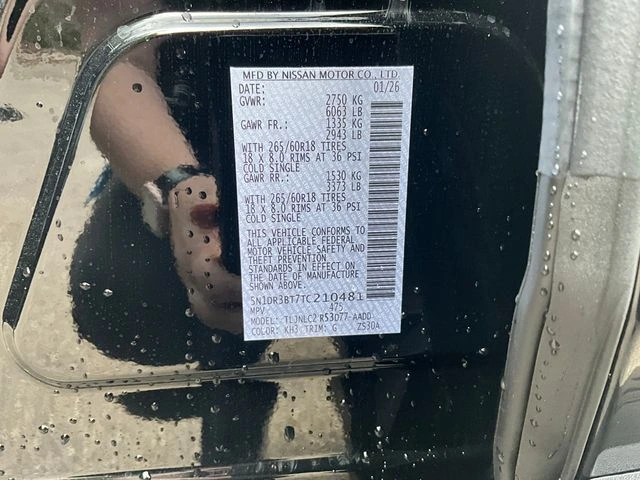 MFD BY NISSAN MOTOR CO., LTD.
DATE: 01/26
GVWR: 2750 KG
6063 LB
GAWR FR.: 1335 KG
2943 LB
WITH 265/60R18 TIRES
18 X 8.0 RIMS AT 36 PSI
COLD SINGLE
GAWR RR.: 1530 KG
3373 LB
WITH 265/60R18 TIRES
18 X 8.0 RIMS AT 36 PSI
COLD SINGLE
THIS VEHICLE CONFORMS TO
ALL APPLICABLE FEDERAL
MOTOR VEHICLE SAFETY AND
THEFT PREVENTION
STANDARDS IN EFFECT ON
THE DATE OF MANUFACTURE
SHOWN ABOVE.
5N1DR3BT7TC210481
MPV 475
MODEL: TLJNLC2 R53D77-AADD
COLOR: KH3 TRIM: G ZS30A